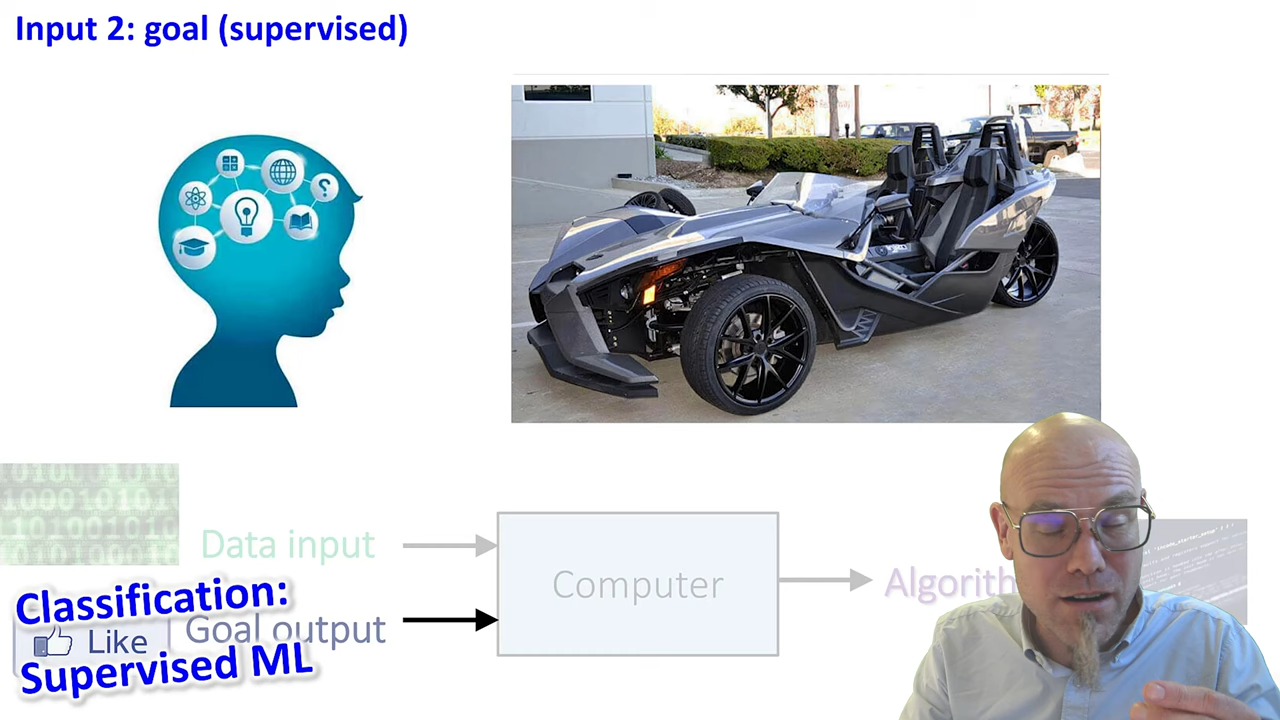 Input 2: goal (supervised)
Data input
Computer
Algorith
Classification:
Like
Goal output
Supervised ML